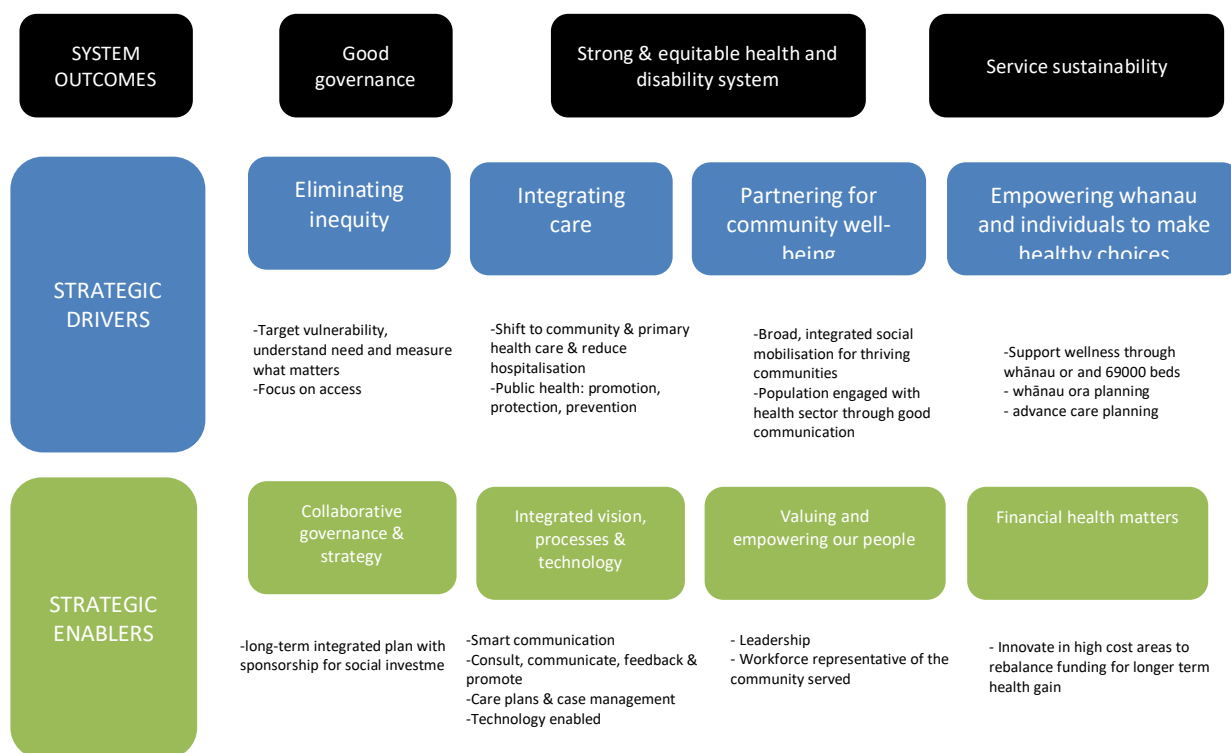 SYSTEM
OUTCOMES
Good
governance
Strong & equitable health and
disability system
Service sustainability
STRATEGIC
DRIVERS
Eliminating
inequity
Integrating
care
Partnering for
community well-
being
Empowering whanau
and individuals to make
healthy choices
-Target vulnerability,
understand need and measure
what matters
-Focus on access
-Shift to community & primary
health care & reduce
hospitalisation
-Public health: promotion,
protection, prevention
-Broad, integrated social
mobilisation for thriving
communities
-Population engaged with
health sector through good
communication
-Support wellness through
whānau or and 69000 beds
- whānau ora planning
- advance care planning
STRATEGIC
ENABLERS
Collaborative
governance &
strategy
Integrated vision,
processes &
technology
Valuing and
empowering our people
Financial health matters
-long-term integrated plan with
sponsorship for social investme
-Smart communication
-Consult, communicate, feedback &
promote
-Care plans & case management
-Technology enabled
- Leadership
- Workforce representative of the
community served
- Innovate in high cost areas to
rebalance funding for longer term
health gain